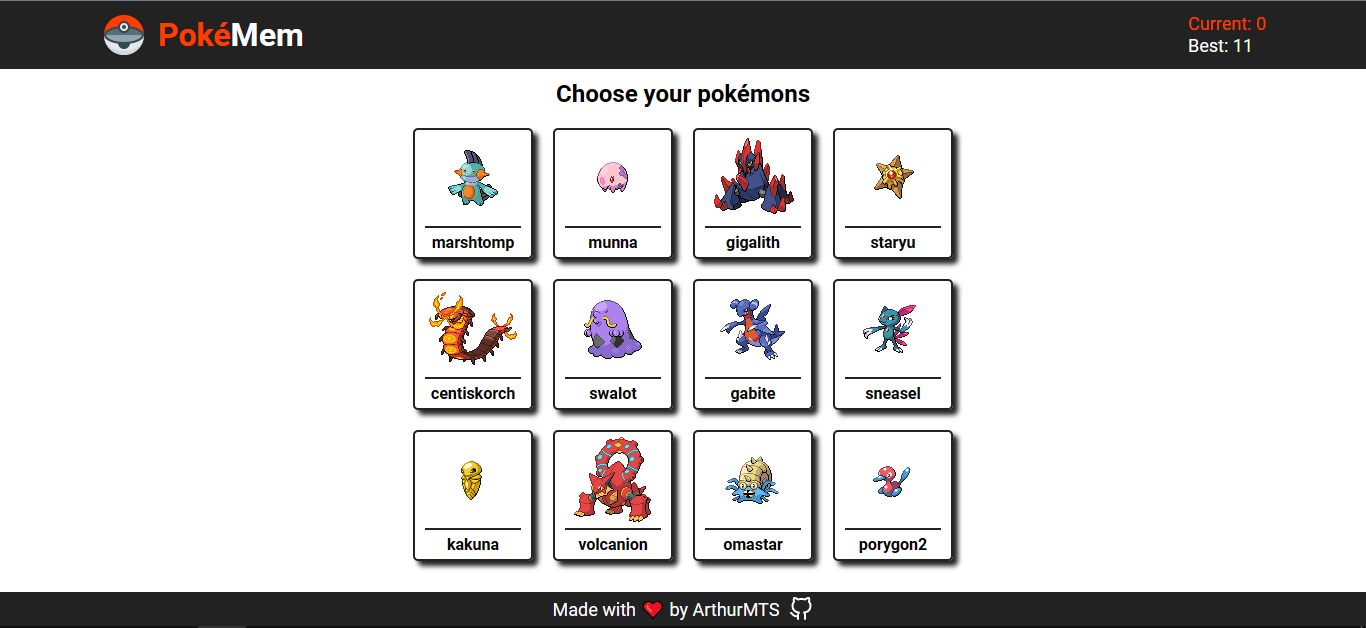 PokéMem
Current: 0
Best: 11
Choose your pokémons
marshtomp
munna
gigalith
staryu
centiskorch
swalot
gabite
sneasel
kakuna
volcanion
omastar
porygon2
Made with ❤️ by ArthurMTS